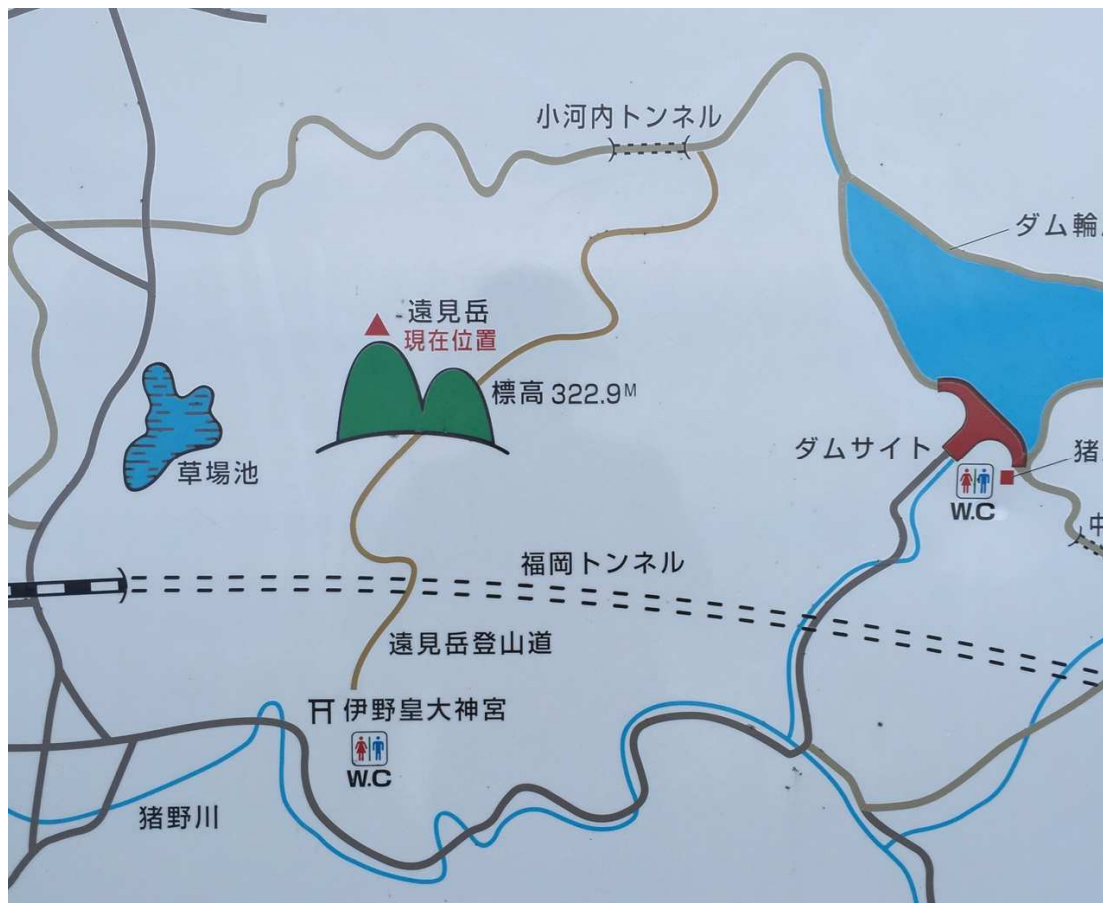 小河内トンネル
ダム輪
遠見岳
現在位置
標高 322.9M
草場池
ダムサイト
猪
W.C
中
福岡トンネル
遠見岳登山道
伊野皇大神宮
W.C
猪野川